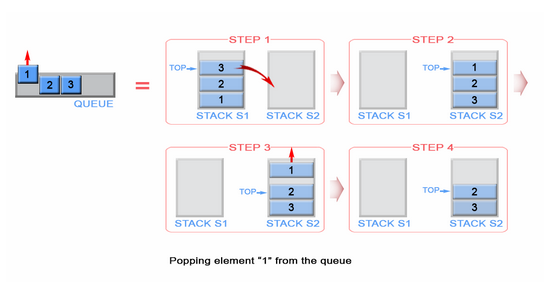 1
2 3
QUEUE
=
STEP 1
TOP
3
2
1
STACK S1 STACK S2
STEP 2
TOP
1
2
3
STACK S1 STACK S2
STEP 3
1
TOP
2
3
STACK S1 STACK S2
STEP 4
TOP
2
3
STACK S1 STACK S2
Popping element “1” from the queue